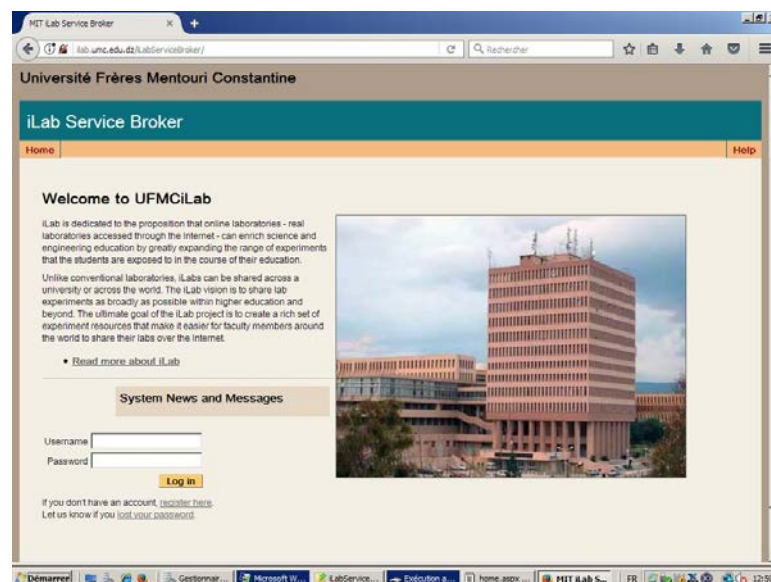 MIT iLab Service Broker
ilab.umc.edu.dz/iLabServiceBroker/
Rechercher
Université Frères Mentouri Constantine
iLab Service Broker
Home
Help
Welcome to UFMCiLab
iLab is dedicated to the proposition that online laboratories - real
laboratories accessed through the Internet - can enrich science and
engineering education by greatly expanding the range of experiments
that the students are exposed to in the course of their education.
Unlike conventional laboratories, iLabs can be shared across a
university or across the world. The iLab vision is to share lab
experiments as broadly as possible within higher education and
beyond. The ultimate goal of the iLab project is to create a rich set of
experiment resources that make it easier for faculty members around
the world to share their labs over the Internet.
• Read more about iLab
System News and Messages
Username
Password
Log in
If you don't have an account, register here.
Let us know if you lost your password.
Démarrer
Gestionnair...
Microsoft W...
LabService...
Exécution a...
home.aspx ...
MIT iLab S...
FR